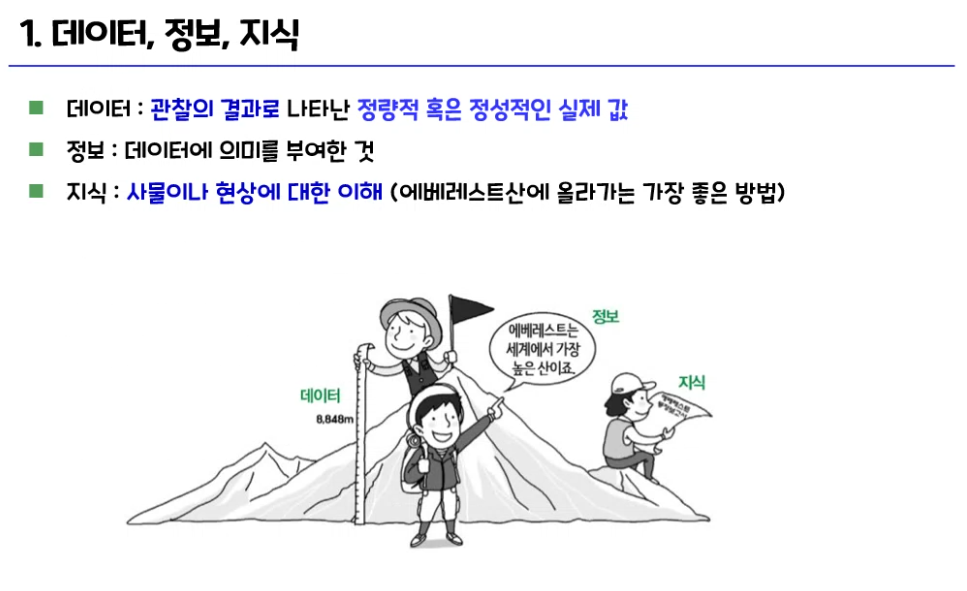 1. 데이터, 정보, 지식
데이터 : 관찰의 결과로 나타난 정량적 혹은 정성적인 실제 값
정보 : 데이터에 의미를 부여한 것
지식 : 사물이나 현상에 대한 이해 (에베레스트산에 올라가는 가장 좋은 방법)
정보
에베레스트는
세계에서 가장
높은 산이죠.
지식
데이터
8,848m
에베레스트